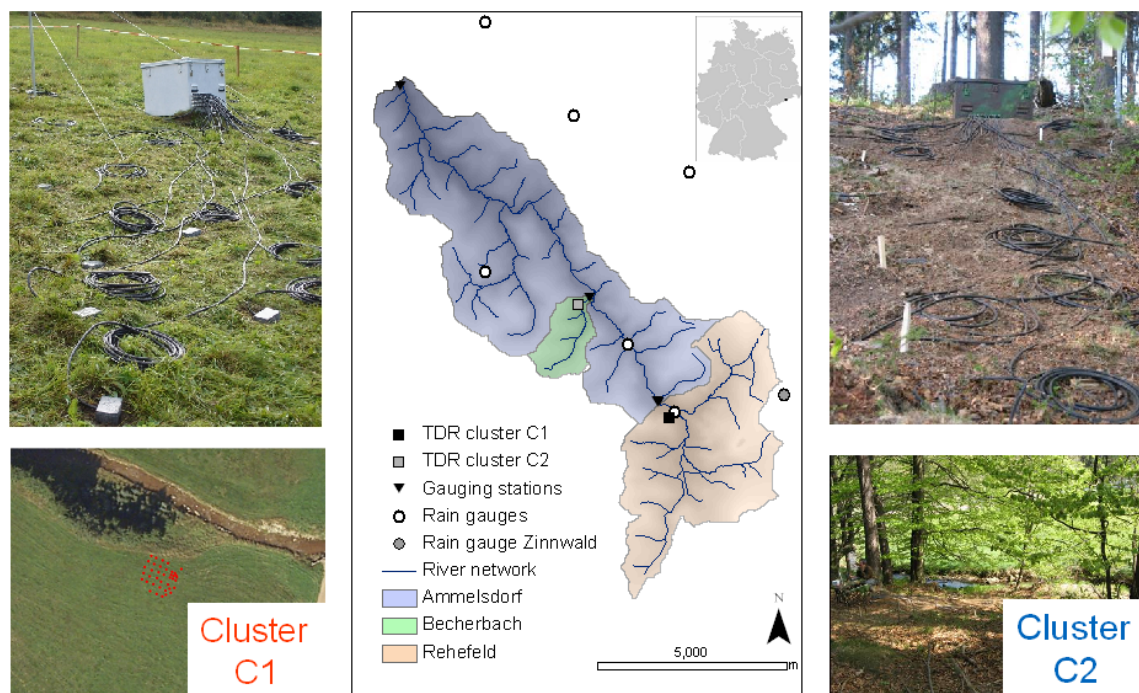 TDR cluster C1
TDR cluster C2
Gauging stations
Rain gauges
Rain gauge Zinnwald
River network
Ammelsdorf
Becherbach
Rehefeld
N
5,000
m
Cluster
C1
Cluster
C2